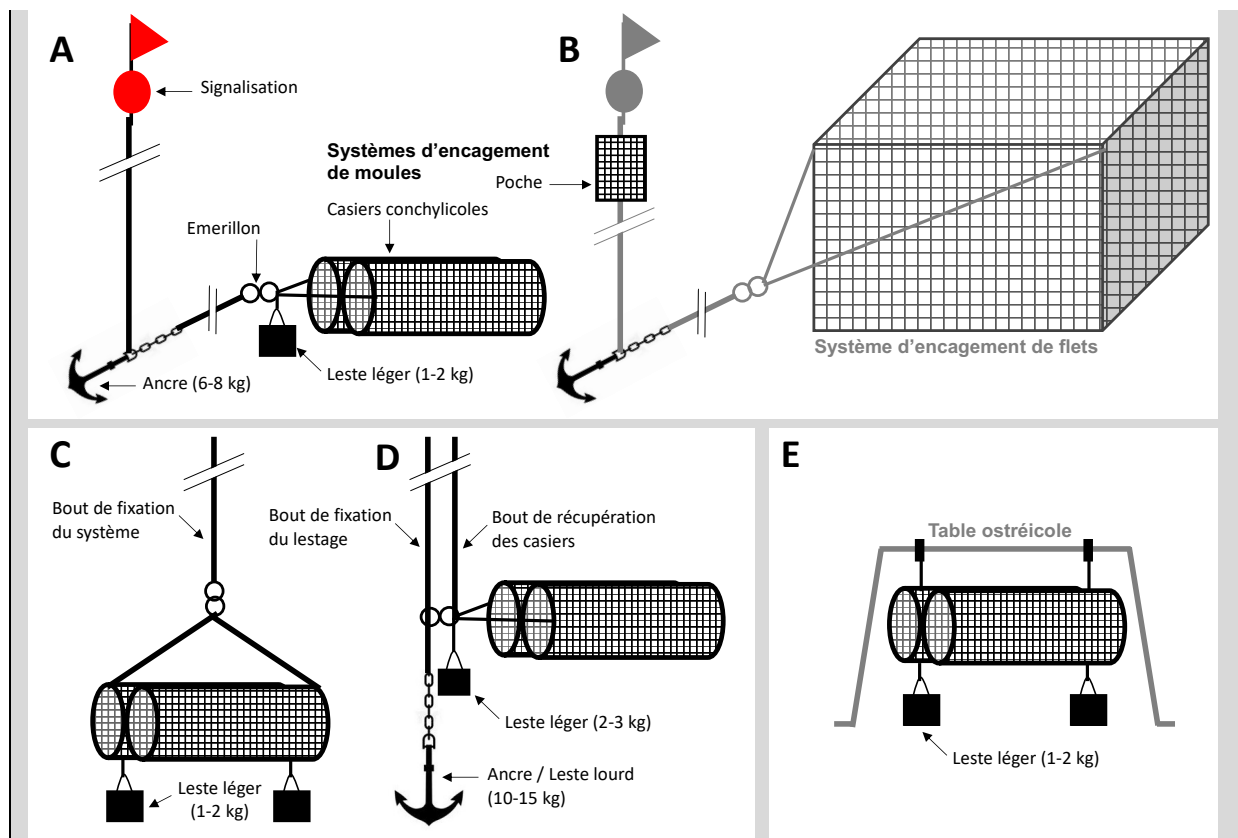 A
Signalisation
Systèmes d'encagement
de moules
Casiers conchylicoles
Emerillon
Leste léger (1-2 kg)
Ancre (6-8 kg)
B
Poche
Système d'encagement de flets
C
Bout de fixation
du système
Leste léger
(1-2 kg)
D
Bout de fixation
du lestage
Bout de récupération
des casiers
Leste léger (2-3 kg)
Ancre / Leste lourd
(10-15 kg)
E
Table ostréicole
Leste léger (1-2 kg)